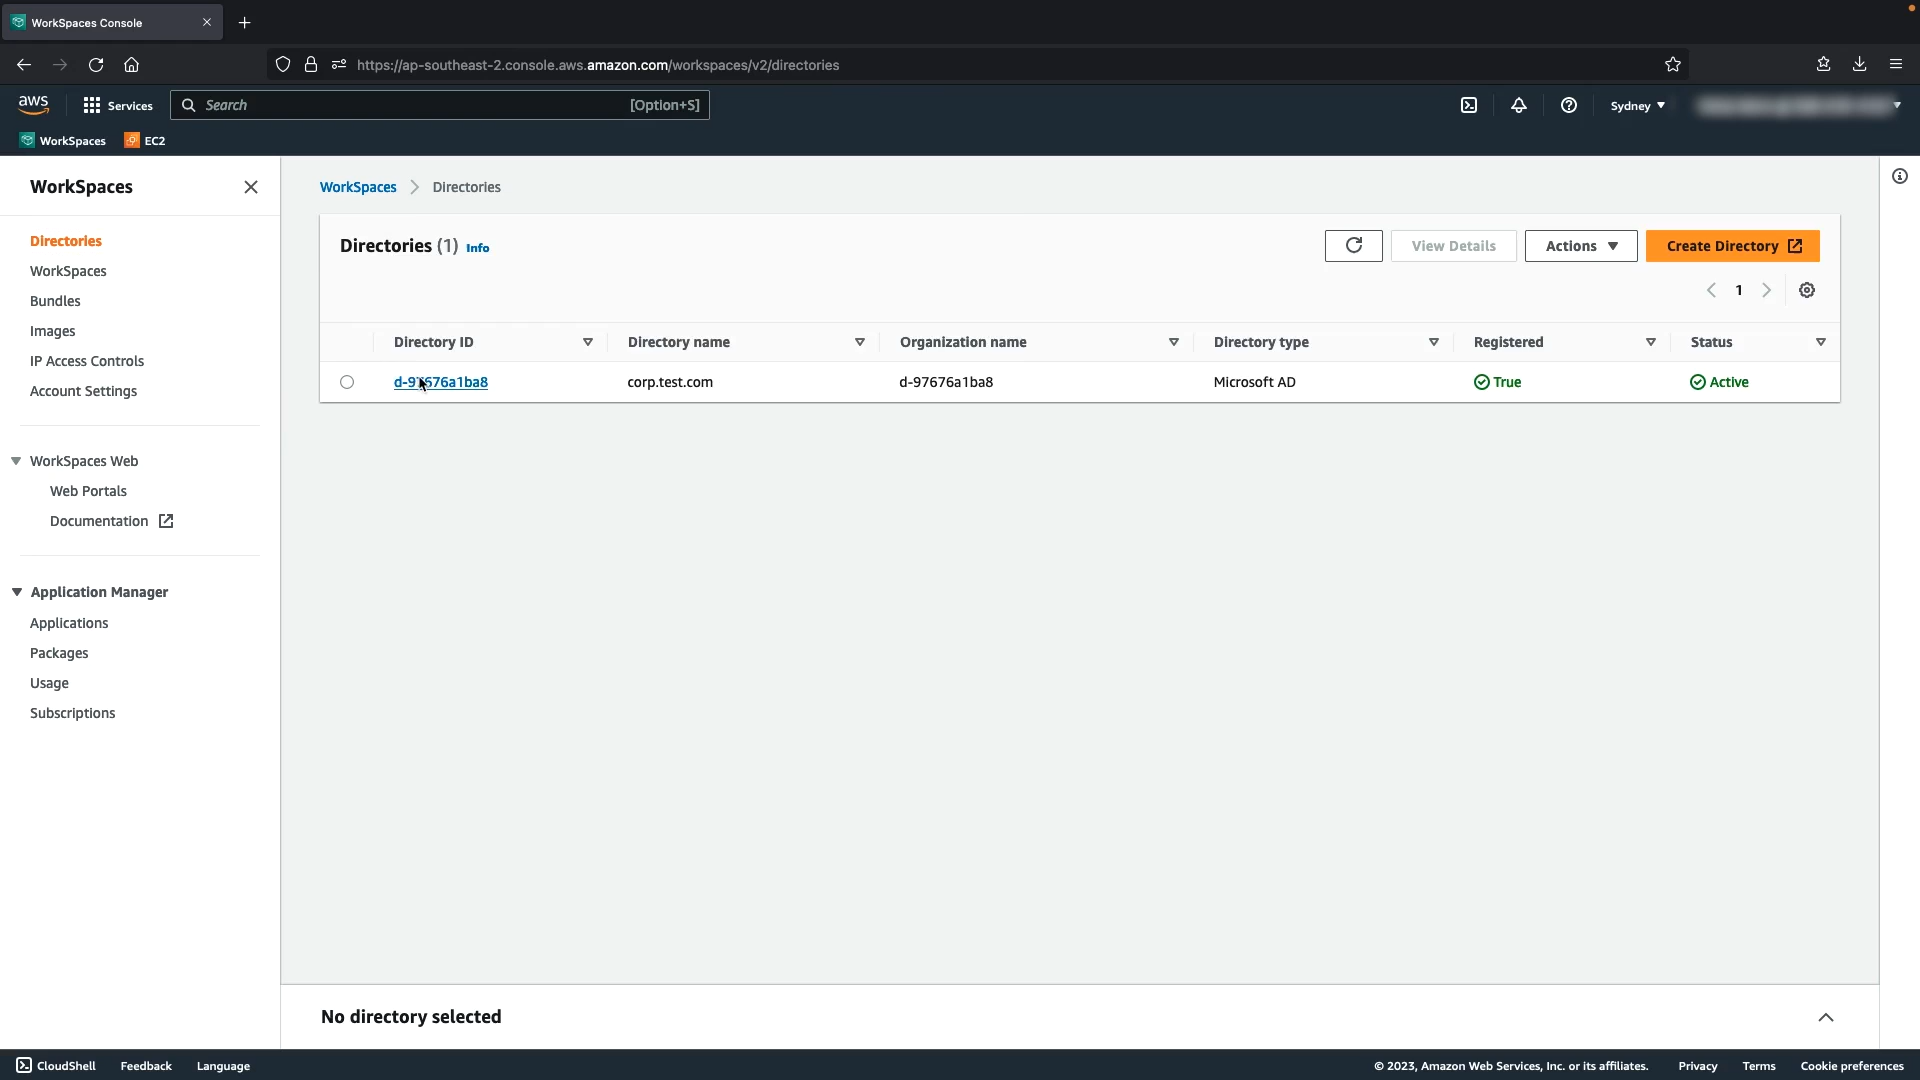 WorkSpaces Console
https://ap-southeast-2.console.aws.amazon.com/workspaces/v2/directories
aws
Services
Search
[Option+S]
Sydney
WorkSpaces
EC2
WorkSpaces
Directories
WorkSpaces
Bundles
Images
IP Access Controls
Account Settings
WorkSpaces Web
Web Portals
Documentation
Application Manager
Applications
Packages
Usage
Subscriptions
WorkSpaces
Directories
Directories (1) Info
View Details
Actions
Create Directory
1
Directory ID
Directory name
Organization name
Directory type
Registered
Status
d-97676a1ba8
corp.test.com
d-97676a1ba8
Microsoft AD
True
Active
No directory selected
CloudShell
Feedback
Language
© 2023, Amazon Web Services, Inc. or its affiliates.
Privacy
Terms
Cookie preferences